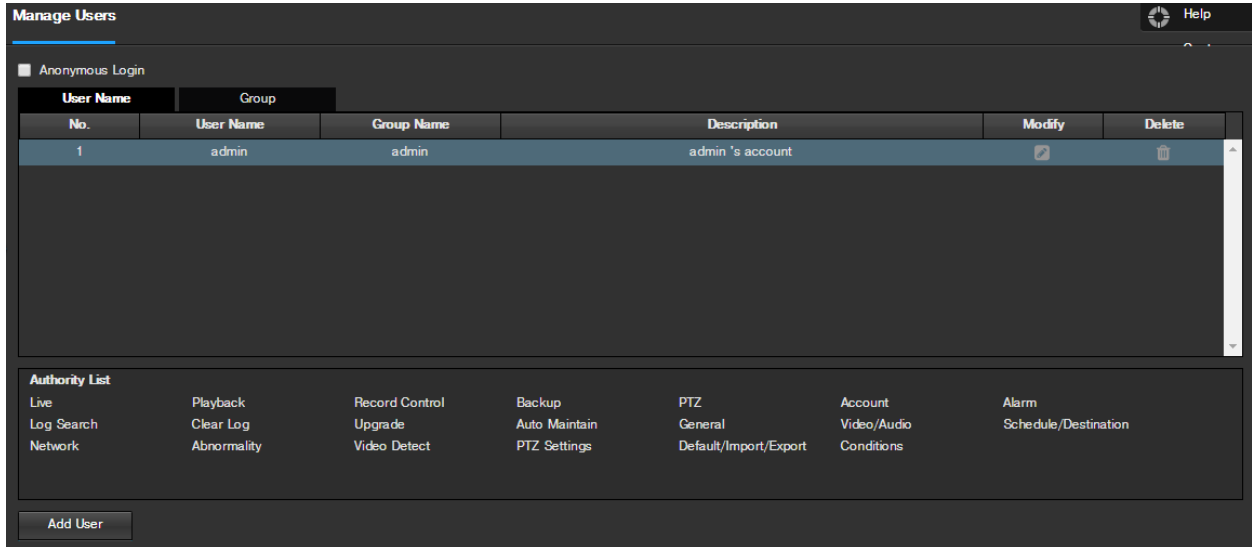 Manage Users
Help
Anonymous Login
User Name Group
No. User Name Group Name Description Modify Delete
1 admin admin admin 's account
Authority List
Live Playback Record Control Backup PTZ Account Alarm
Log Search Clear Log Upgrade Auto Maintain General Video/Audio Schedule/Destination
Network Abnormality Video Detect PTZ Settings Default/Import/Export Conditions
Add User